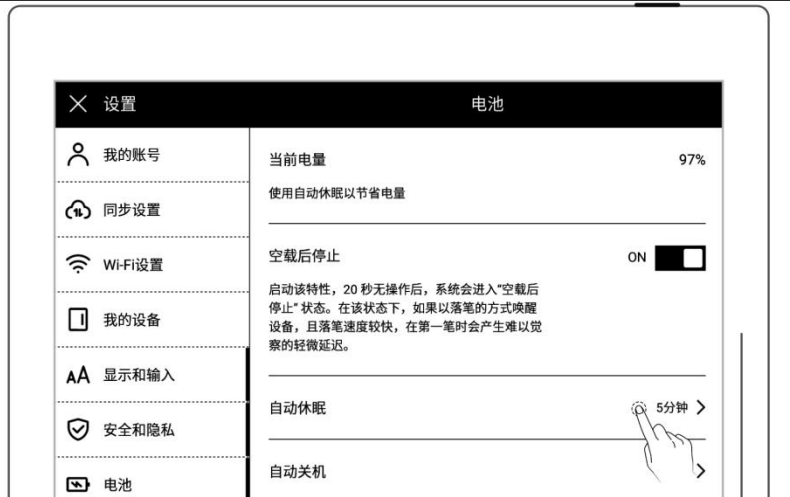 设置
电池
我的账号
同步设置
Wi-Fi设置
我的设备
显示和输入
安全和隐私
电池
当前电量 97%
使用自动休眠以节省电量
空载后停止 ON
启动该特性，20 秒无操作后，系统会进入"空载后
停止" 状态。在该状态下，如果以落笔的方式唤醒
设备，且落笔速度较快，在第一笔时会产生难以觉
察的轻微延迟。
自动休眠 5分钟
自动关机